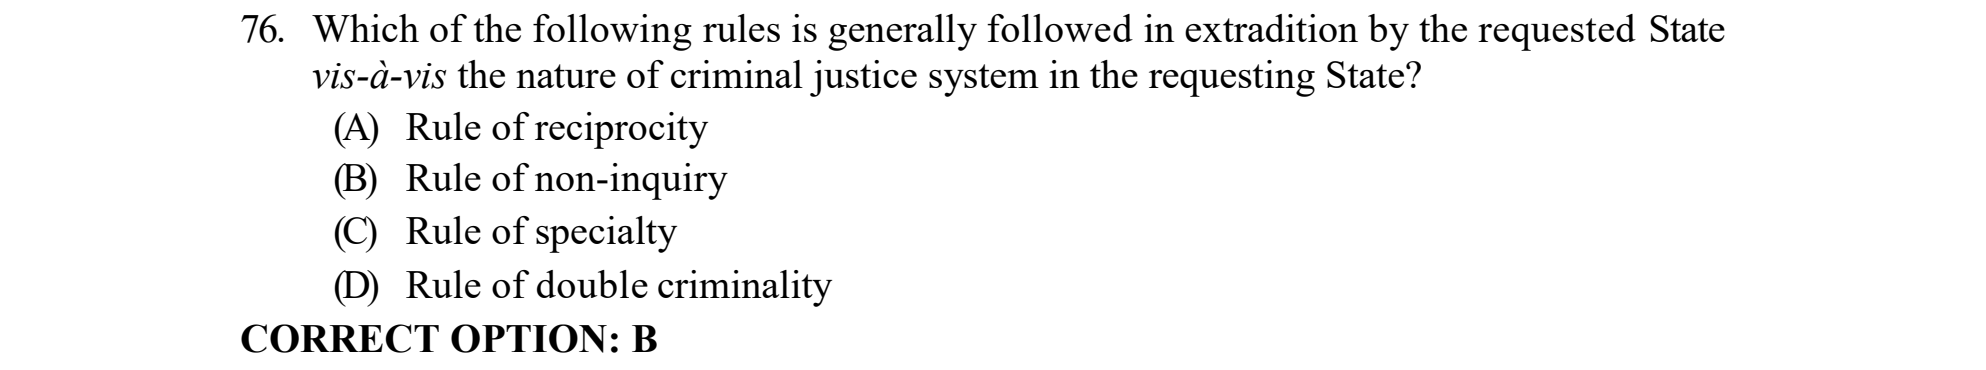 76. Which of the following rules is generally followed in extradition by the requested State
vis-à-vis the nature of criminal justice system in the requesting State?
(A) Rule of reciprocity
(B) Rule of non-inquiry
(C) Rule of specialty
(D) Rule of double criminality
CORRECT OPTION: B